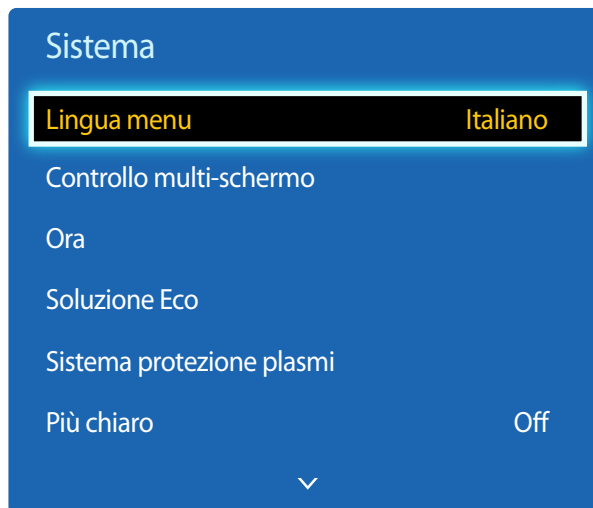 Sistema
Lingua menu Italiano
Controllo multi-schermo
Ora
Soluzione Eco
Sistema protezione plasmi
Più chiaro Off